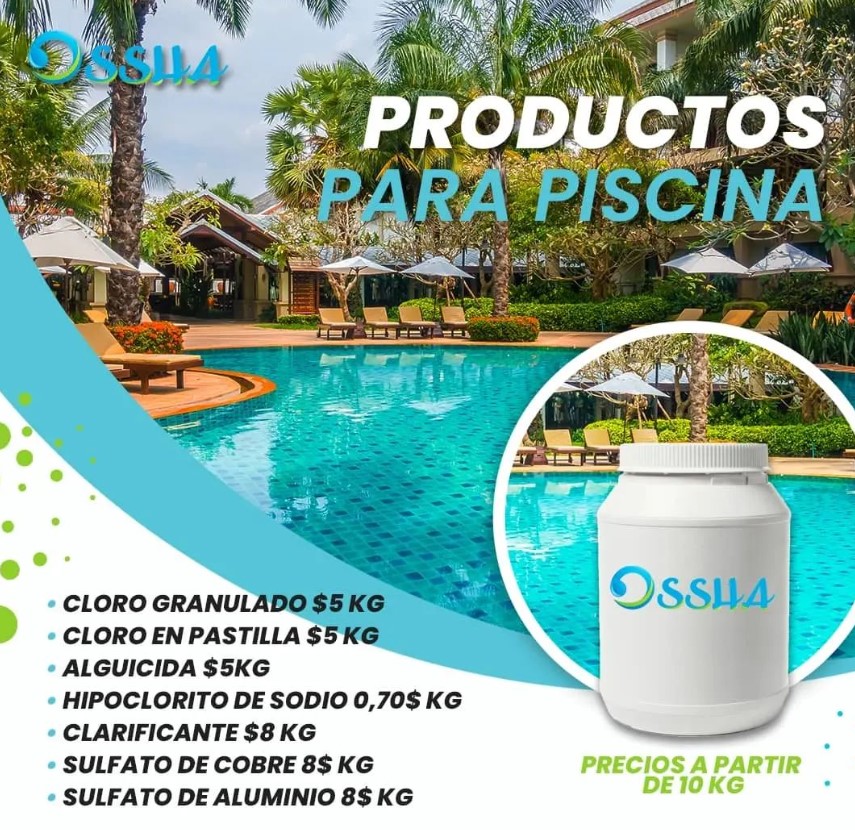 OSSHA
PRODUCTOS
PARA PISCINA
• CLORO GRANULADO $5 KG
• CLORO EN PASTILLA $5 KG
• ALGUICIDA $5KG
• HIPOCLORITO DE SODIO 0,70$ KG
• CLARIFICANTE $8 KG
• SULFATO DE COBRE 8$ KG
• SULFATO DE ALUMINIO 8$ KG
OSSHA
PRECIOS A PARTIR
DE 10 KG